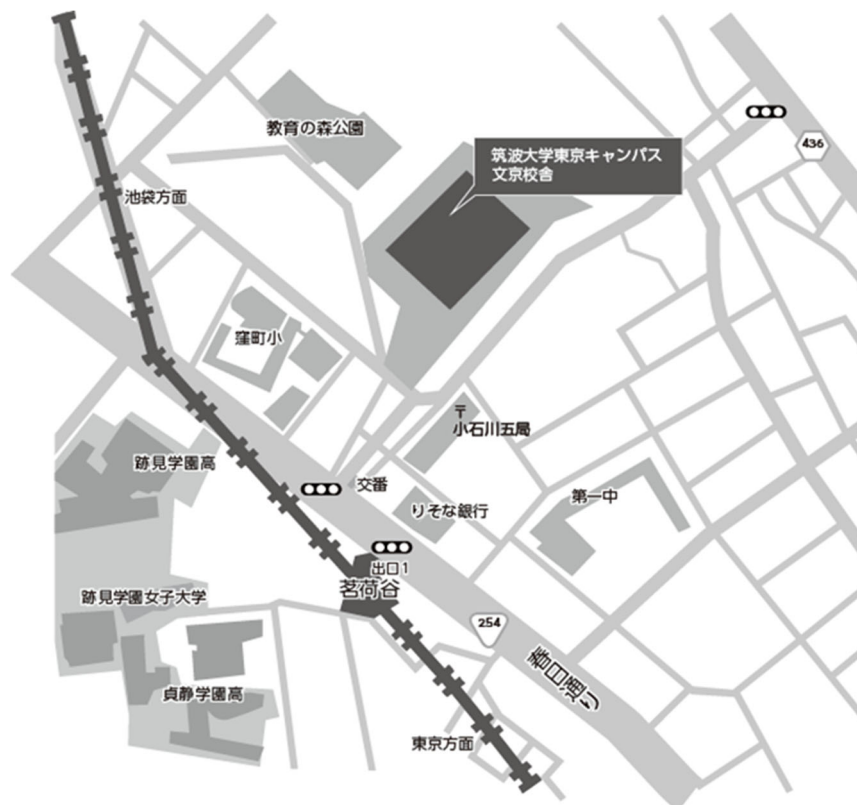 436
教育の森公園
筑波大学東京キャンパス
文京校舎
池袋方面
窪町小
〒
小石川五局
跡見学園高
交番
りそな銀行
第一中
出口1
茗荷谷
跡見学園女子大学
254
春日通り
貞静学園高
東京方面